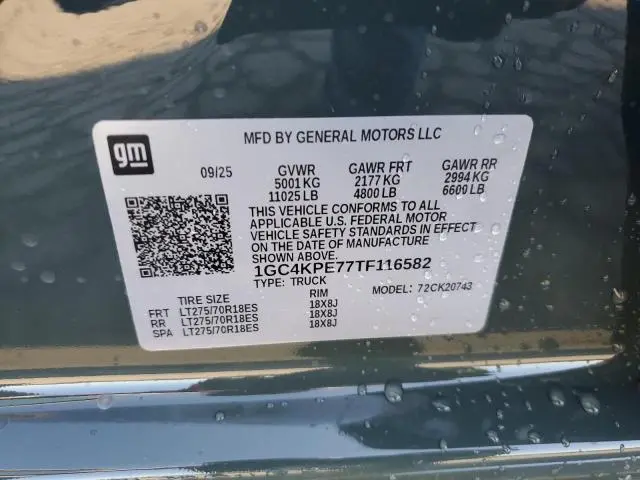 gm
MFD BY GENERAL MOTORS LLC
09/25 GVWR GAWR FRT GAWR RR
5001 KG 2177 KG 2994 KG
11025 LB 4800 LB 6600 LB
THIS VEHICLE CONFORMS TO ALL
APPLICABLE U.S. FEDERAL MOTOR
VEHICLE SAFETY STANDARDS IN EFFECT
ON THE DATE OF MANUFACTURE
SHOWN ABOVE.
1GC4KPE77TF116582
TYPE: TRUCK MODEL: 72CK20743
TIRE SIZE RIM
FRT LT275/70R18ES 18X8J
RR LT275/70R18ES 18X8J
SPA LT275/70R18ES 18X8J